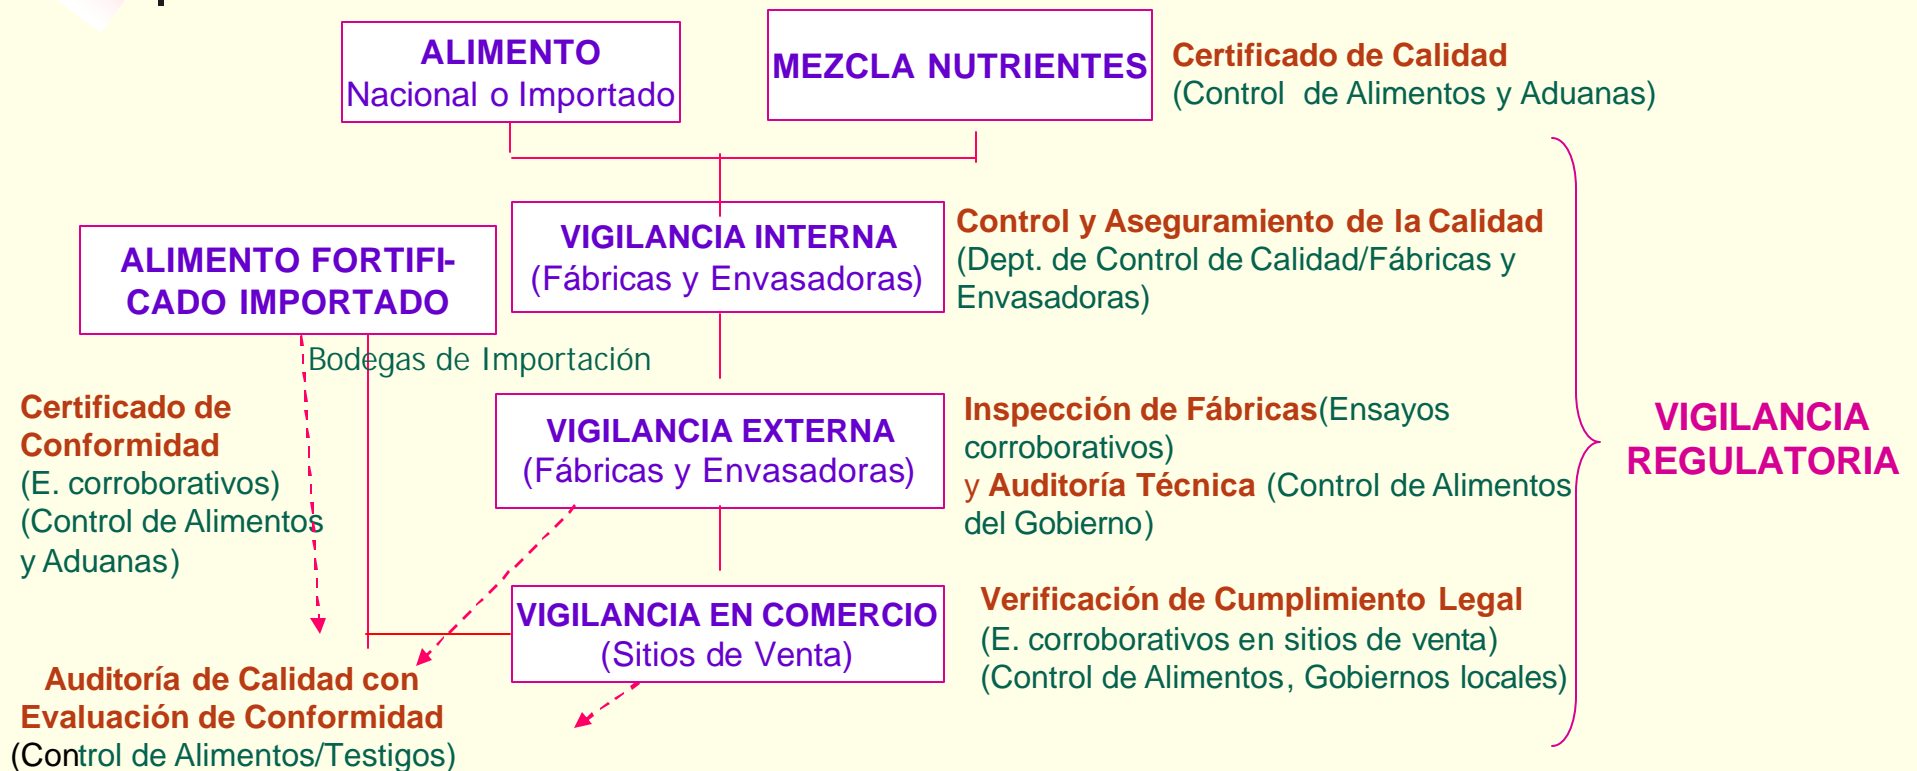 ALIMENTO
Nacional o Importado
MEZCLA NUTRIENTES
Certificado de Calidad
(Control de Alimentos y Aduanas)
ALIMENTO FORTIFI-
CADO IMPORTADO
VIGILANCIA INTERNA
(Fábricas y Envasadoras)
Control y Aseguramiento de la Calidad
(Dept. de Control de Calidad/Fábricas y
Envasadoras)
Bodegas de Importación
Certificado de
Conformidad
(E. corroborativos)
(Control de Alimentos
y Aduanas)
VIGILANCIA EXTERNA
(Fábricas y Envasadoras)
Inspección de Fábricas(Ensayos
corroborativos)
y Auditoría Técnica (Control de Alimentos
del Gobierno)
VIGILANCIA
REGULATORIA
VIGILANCIA EN COMERCIO
(Sitios de Venta)
Verificación de Cumplimiento Legal
(E. corroborativos en sitios de venta)
(Control de Alimentos, Gobiernos locales)
Auditoría de Calidad con
Evaluación de Conformidad
(Control de Alimentos/Testigos)